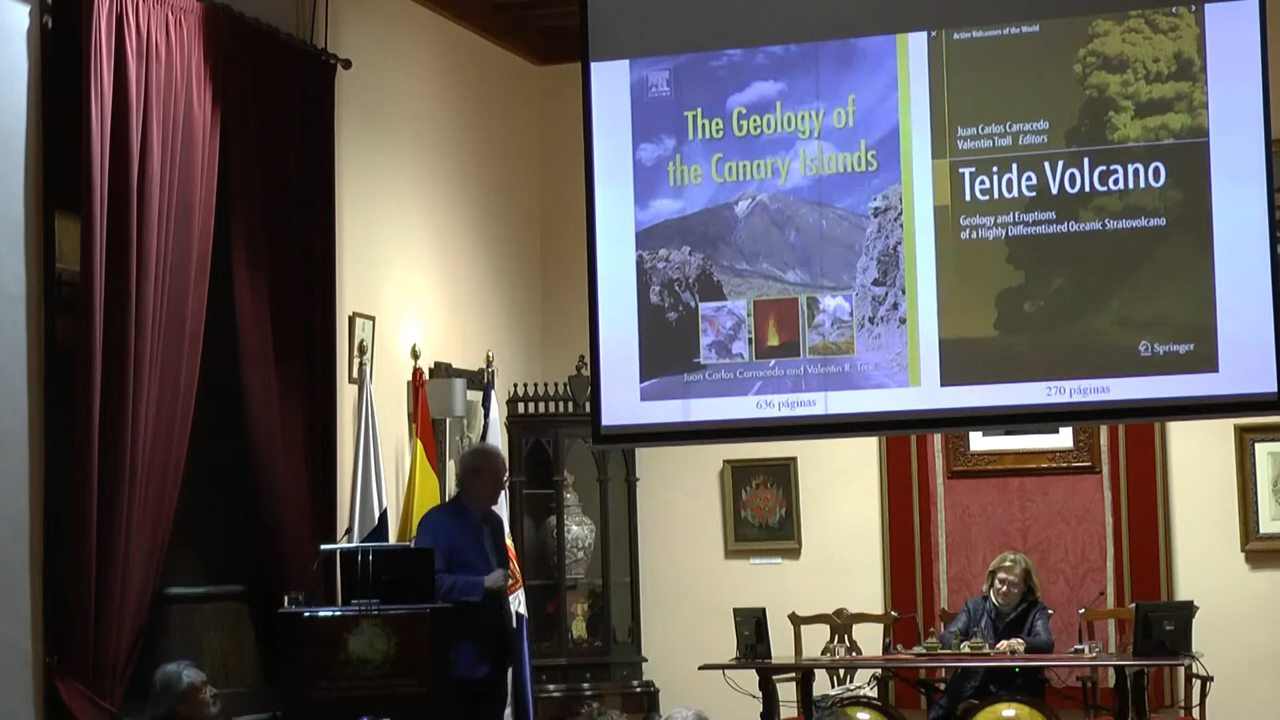 ELSEVIER
The Geology of
the Canary Islands
Juan Carlos Carracedo and Valentin R. Troll
636 páginas
Active Volcanoes of the World
Juan Carlos Carracedo
Valentin Troll Editors
Teide Volcano
Geology and Eruptions
of a Highly Differentiated Oceanic Stratovolcano
Springer
270 páginas